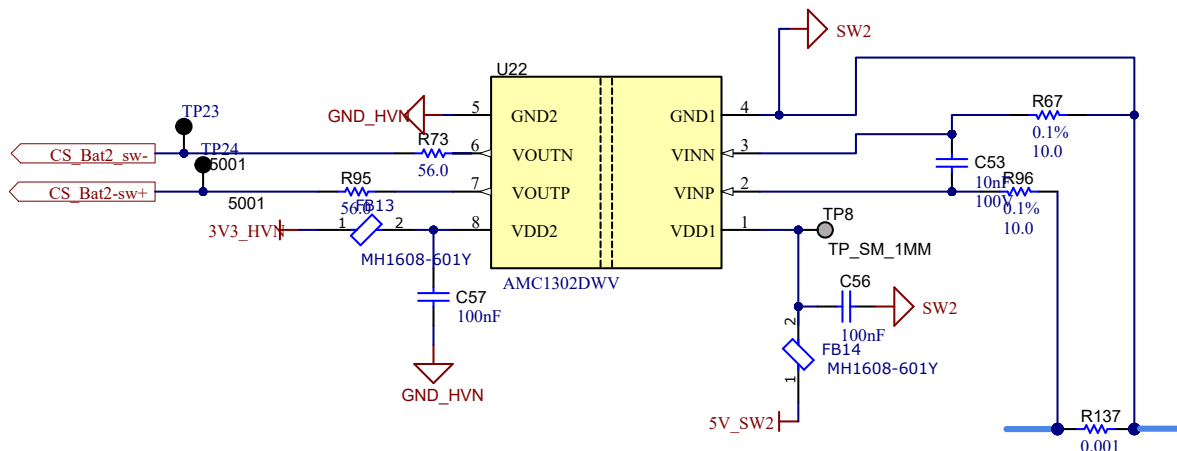 SW2
U22
TP23
GND_HVN
5
GND2
GND1
4
R67
0.1%
10.0
TP24
5001
CS_Bat2_sw-
R73
56.0
6
VOUTN
VINN
3
C53
10nF
100V
CS_Bat2-sw+
5001
R95
56.0
7
VOUTP
VINP
2
R96
0.1%
10.0
FB13
3V3_HVN
1
2
8
VDD2
VDD1
1
TP8
TP_SM_1MM
MH1608-601Y
AMC1302DWV
C57
100nF
C56
100nF
SW2
2
FB14
MH1608-601Y
1
GND_HVN
5V_SW2
R137
0.001